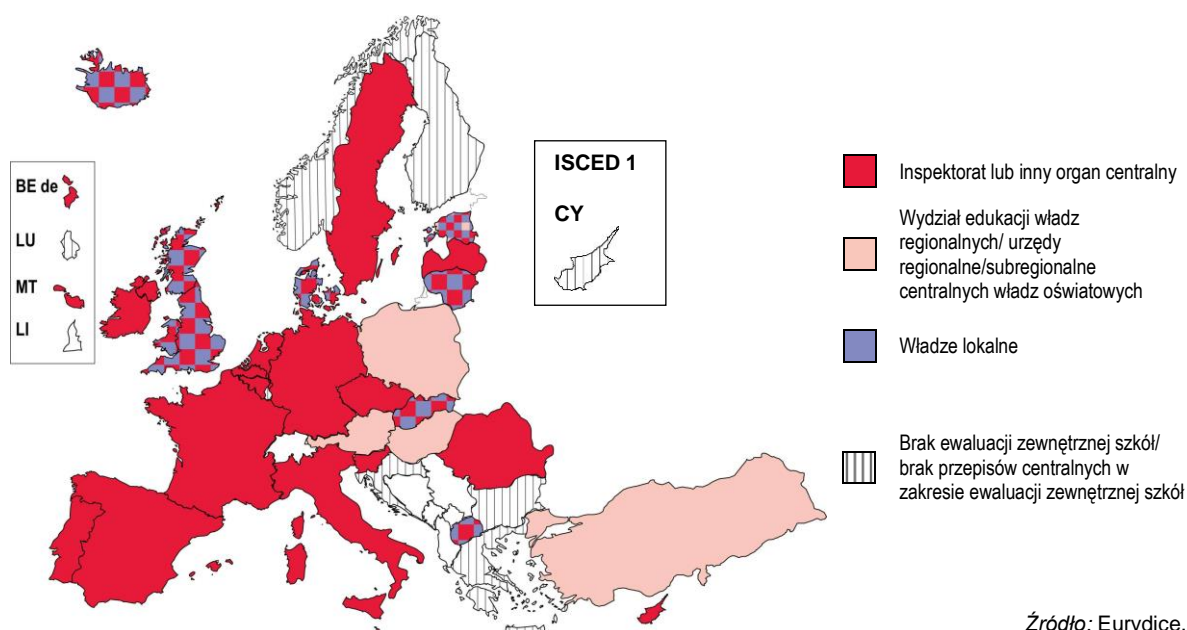 BE de
LU
MT
LI
ISCED 1
CY
Inspektorat lub inny organ centralny
Wydział edukacji władz
regionalnych/ urzędy
regionalne/subregionalne
centralnych władz oświatowych
Władze lokalne
Brak ewaluacji zewnętrznej szkół/
brak przepisów centralnych w
zakresie ewaluacji zewnętrznej szkół
Źródło: Eurydice.